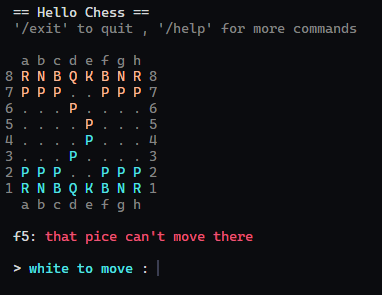 == Hello Chess ==
'/exit' to quit , '/help' for more commands
a b c d e f g h
8 R N B Q K B N R 8
7 P P P . . P P P 7
6 . . . P . . . . 6
5 . . . . P . . . 5
4 . . . . P . . . 4
3 . . . P . . . . 3
2 P P P . . P P P 2
1 R N B Q K B N R 1
a b c d e f g h
f5: that pice can't move there
> white to move :